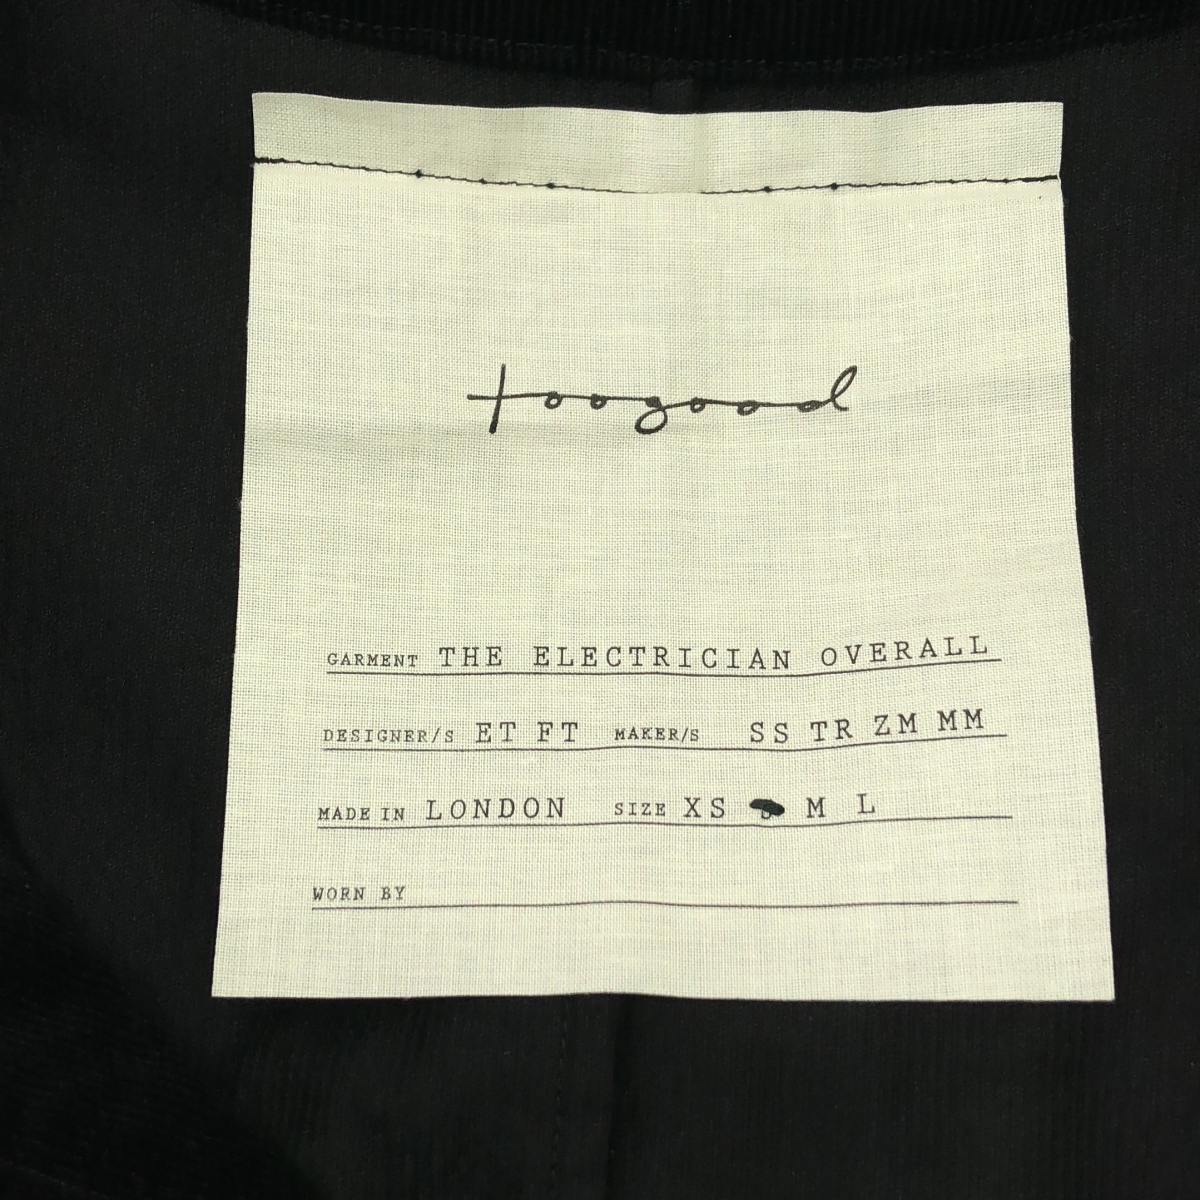 toogood
GARMENT THE ELECTRICIAN OVERALL
DESIGNER/S ET FT MAKER/S SS TR ZM MM
MADE IN LONDON SIZE XS M L
WORN BY